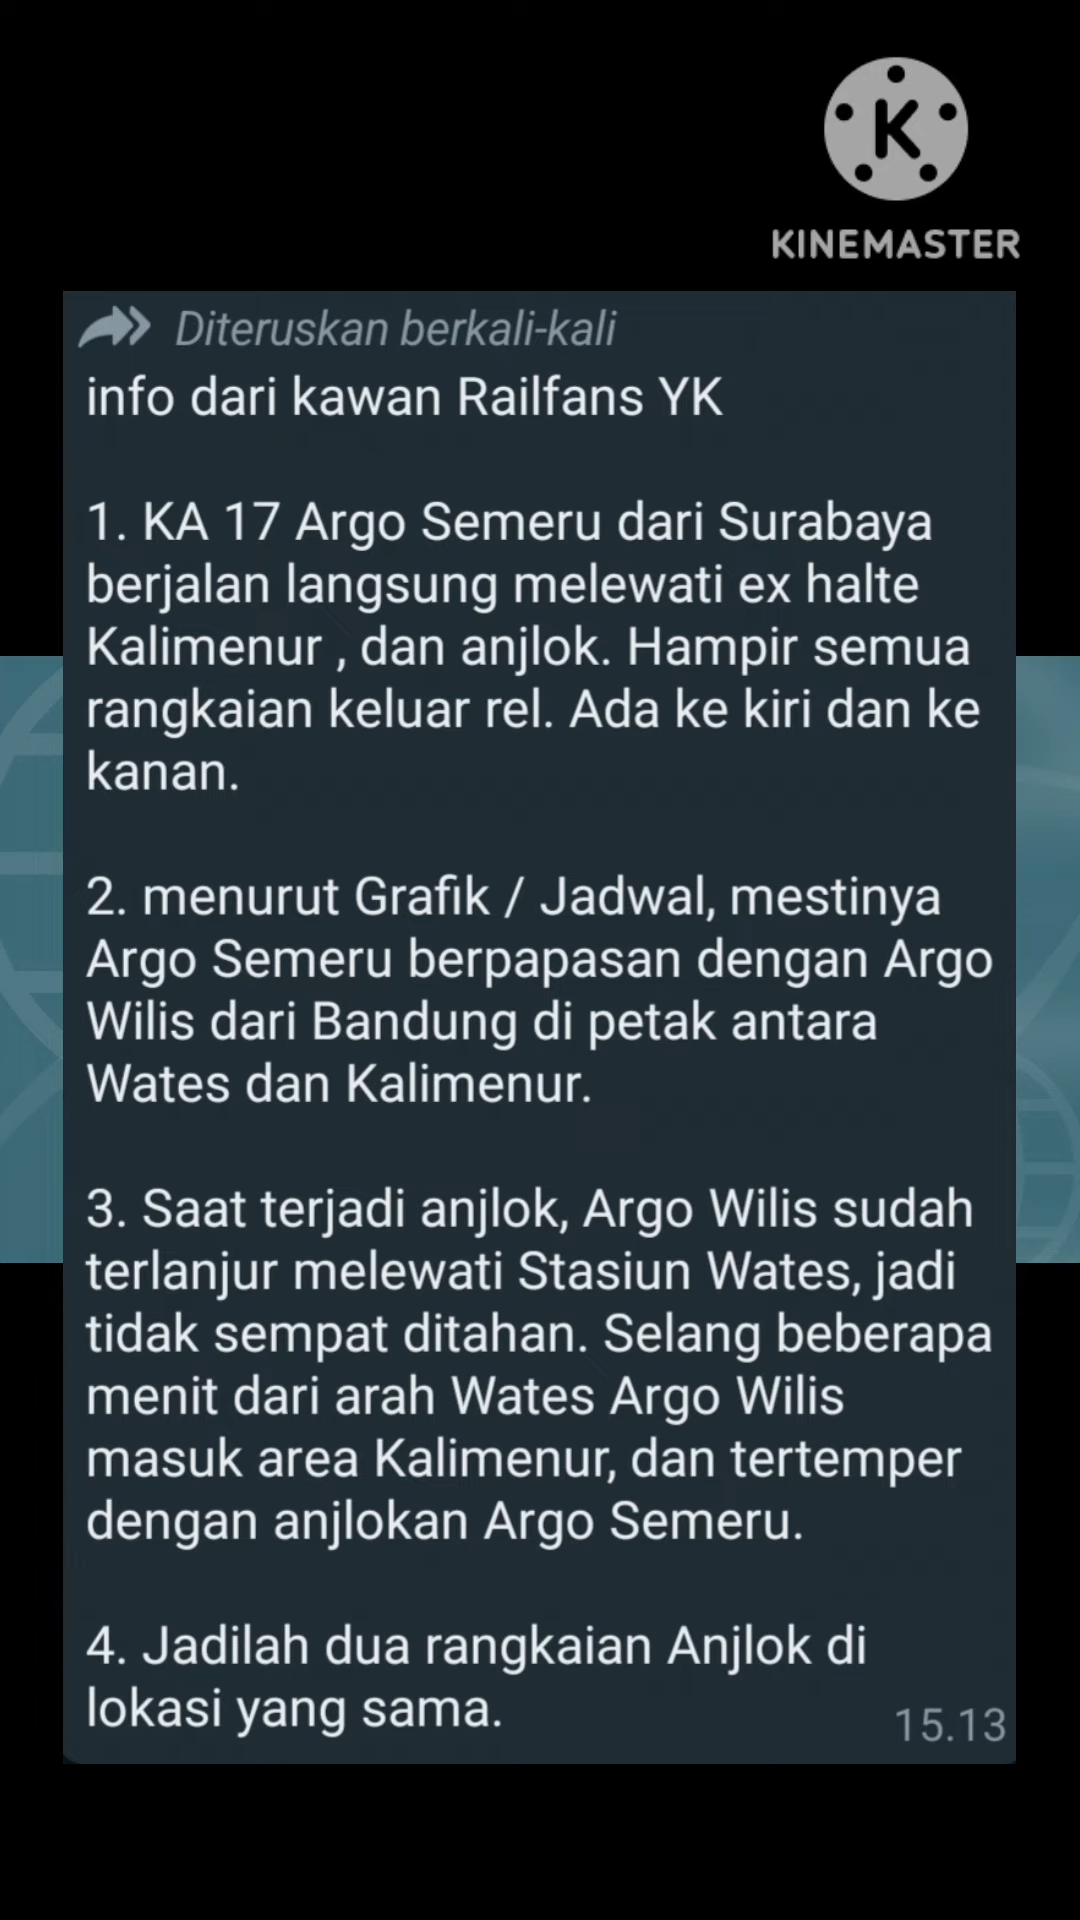 K
KINEMASTER
Diteruskan berkali-kali
info dari kawan Railfans YK
1. KA 17 Argo Semeru dari Surabaya
berjalan langsung melewati ex halte
Kalimenur , dan anjlok. Hampir semua
rangkaian keluar rel. Ada ke kiri dan ke
kanan.
2. menurut Grafik / Jadwal, mestinya
Argo Semeru berpapasan dengan Argo
Wilis dari Bandung di petak antara
Wates dan Kalimenur.
3. Saat terjadi anjlok, Argo Wilis sudah
terlanjur melewati Stasiun Wates, jadi
tidak sempat ditahan. Selang beberapa
menit dari arah Wates Argo Wilis
masuk area Kalimenur, dan tertemper
dengan anjlokan Argo Semeru.
4. Jadilah dua rangkaian Anjlok di
lokasi yang sama.
15.13